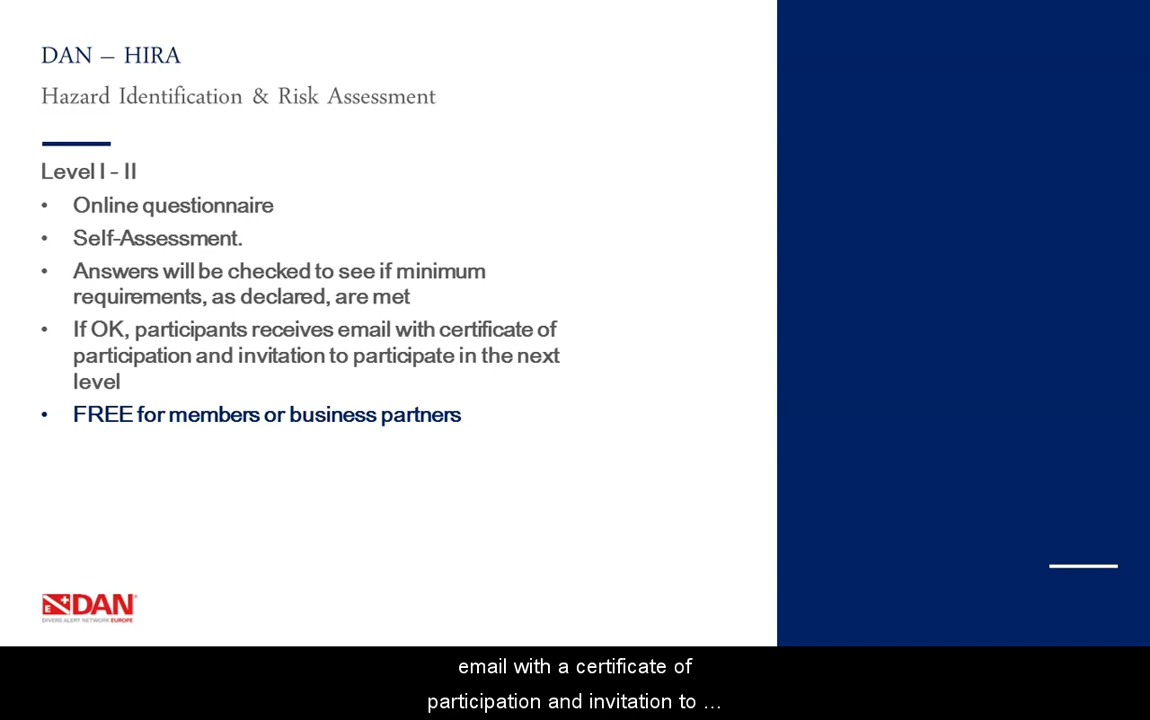 DAN – HIRA
Hazard Identification & Risk Assessment
Level I - II
• Online questionnaire
• Self-Assessment.
• Answers will be checked to see if minimum
requirements, as declared, are met
• If OK, participants receives email with certificate of
participation and invitation to participate in the next
level
• FREE for members or business partners
E DAN
DIVERS ALERT NETWORK EUROPE
email with a certificate of
participation and invitation to ...